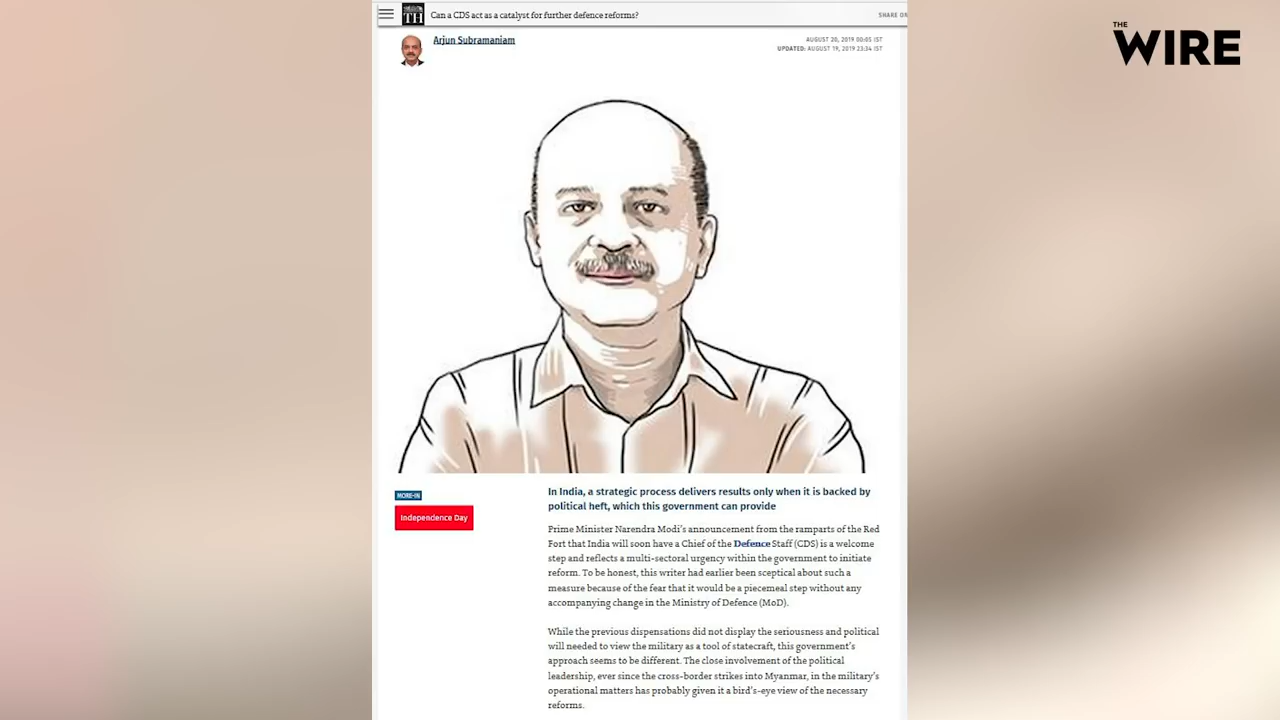 TH Can a CDS act as a catalyst for further defence reforms?
SHARE ON
THE
WIRE
Arjun Subramaniam
AUGUST 20, 2019 00:05 IST
UPDATED: AUGUST 19, 2019 23:34 IST
MORE-IN
Independence Day
In India, a strategic process delivers results only when it is backed by
political heft, which this government can provide
Prime Minister Narendra Modi's announcement from the ramparts of the Red
Fort that India will soon have a Chief of the Defence Staff (CDS) is a welcome
step and reflects a multi-sectoral urgency within the government to initiate
reform. To be honest, this writer had earlier been sceptical about such a
measure because of the fear that it would be a piecemeal step without any
accompanying change in the Ministry of Defence (MoD).
While the previous dispensations did not display the seriousness and political
will needed to view the military as a tool of statecraft, this government's
approach seems to be different. The close involvement of the political
leadership, ever since the cross-border strikes into Myanmar, in the military's
operational matters has probably given it a bird's-eye view of the necessary
reforms.